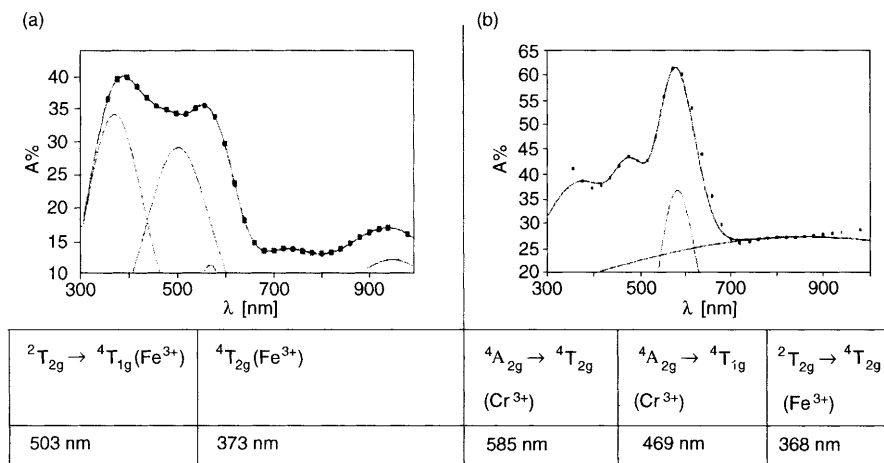 (a)
40
35
30
25
20
15
10
A%
300 500 700 900
λ [nm]
(b)
65
60
55
50
45
40
35
30
25
20
A%
300 500 700 900
λ [nm]
²T₂g → ⁴T₁g (Fe³⁺)
⁴T₂g (Fe³⁺)
⁴A₂g → ⁴T₂g
(Cr³⁺)
⁴A₂g → ⁴T₁g
(Cr³⁺)
²T₂g → ⁴T₂g
(Fe³⁺)
503 nm
373 nm
585 nm
469 nm
368 nm